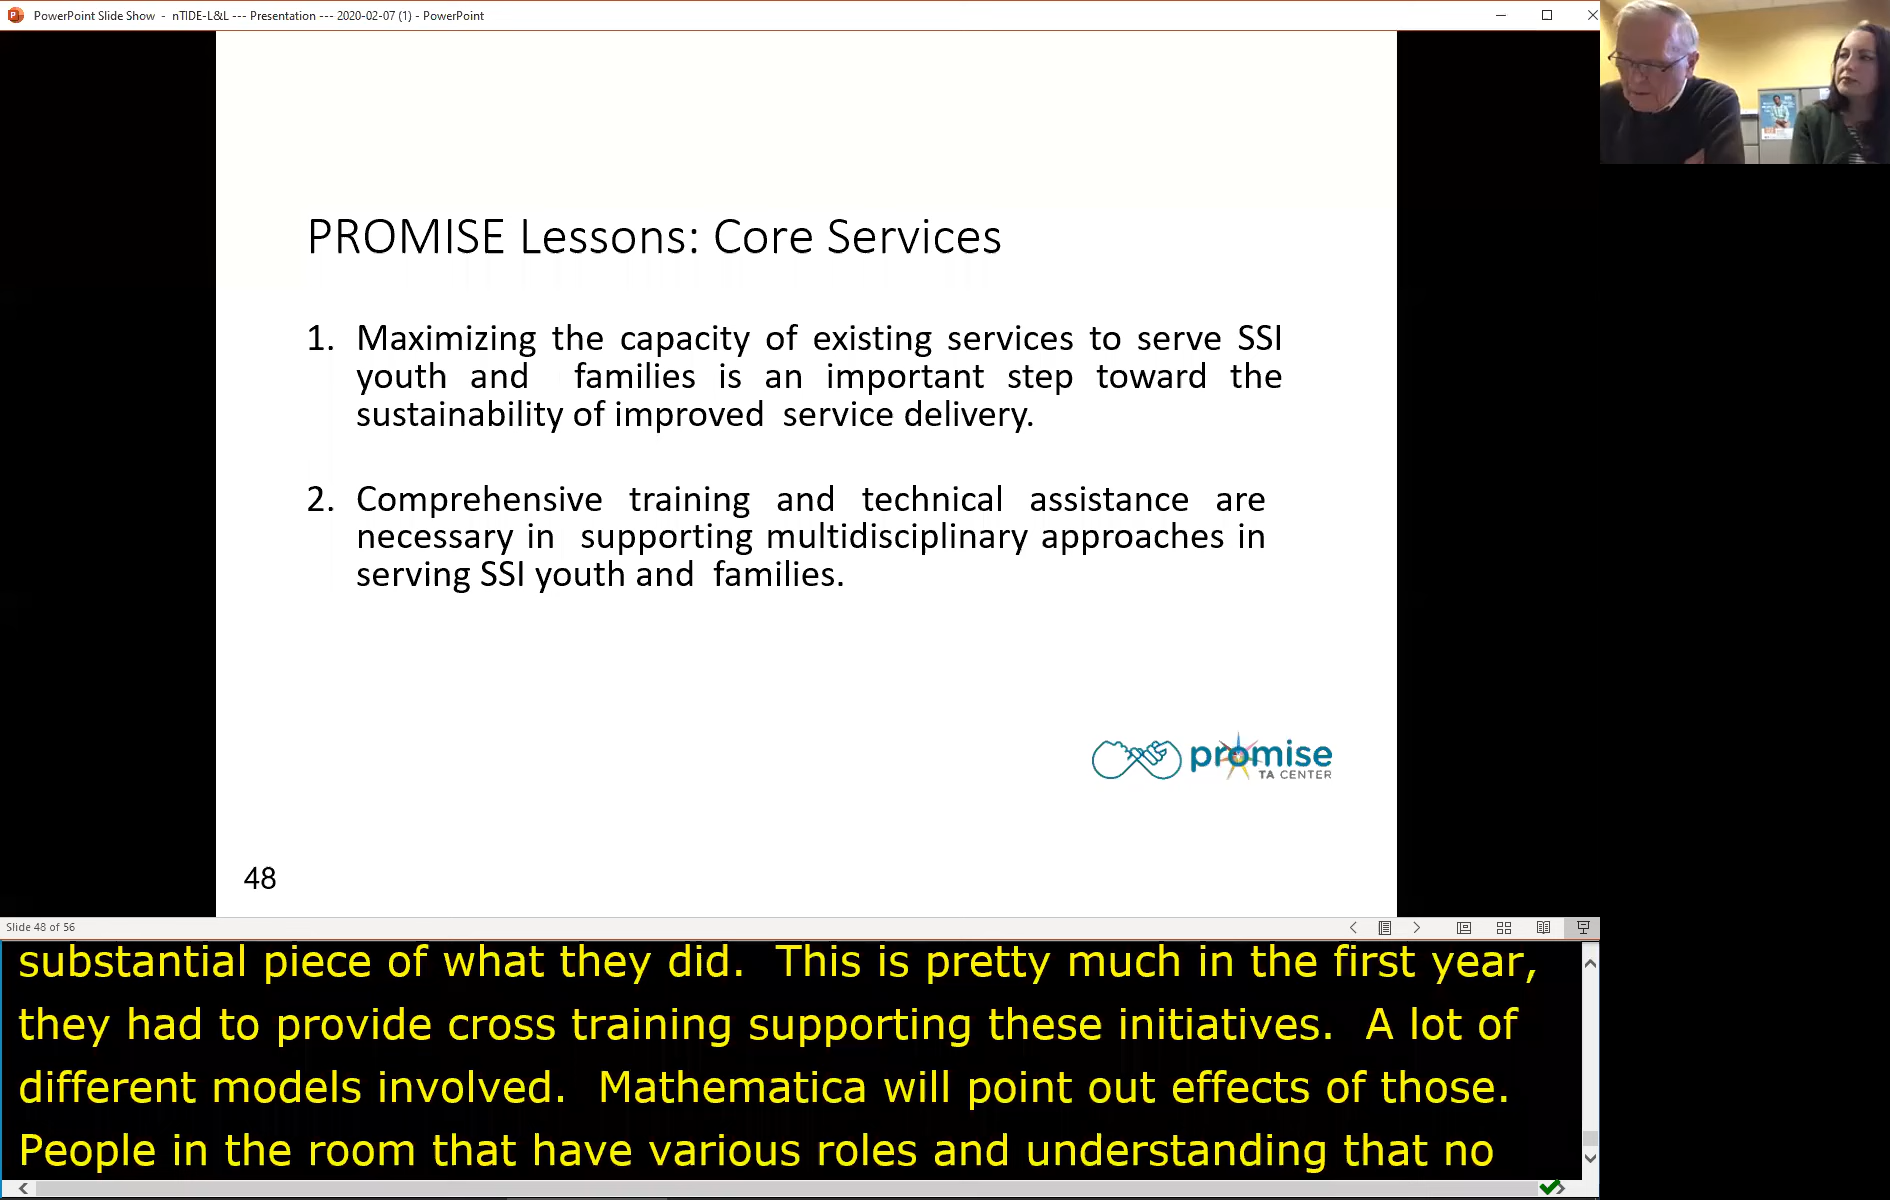 PowerPoint Slide Show - nTIDE-L&L --- Presentation --- 2020-02-07 (1) - PowerPoint
PROMISE Lessons: Core Services
1. Maximizing the capacity of existing services to serve SSI
youth and families is an important step toward the
sustainability of improved service delivery.
2. Comprehensive training and technical assistance are
necessary in supporting multidisciplinary approaches in
serving SSI youth and families.
promise
TA CENTER
48
Slide 48 of 56
substantial piece of what they did. This is pretty much in the first year,
they had to provide cross training supporting these initiatives. A lot of
different models involved. Mathematica will point out effects of those.
People in the room that have various roles and understanding that no